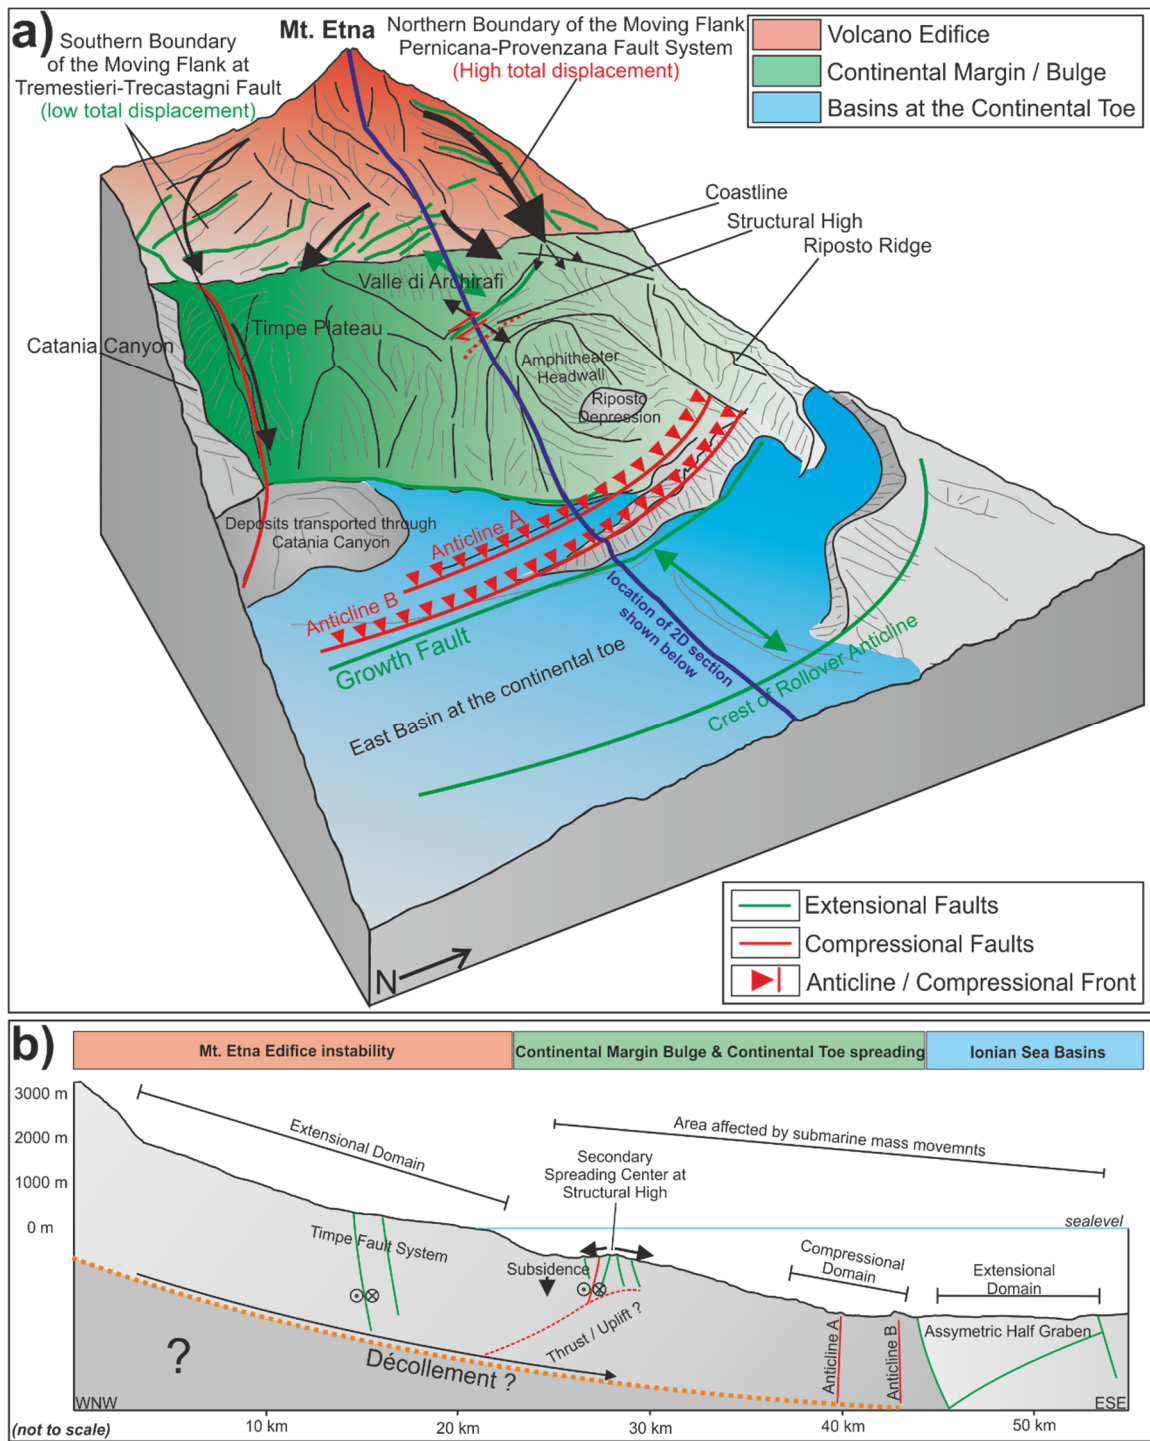 a)
Southern Boundary
of the Moving Flank at
Tremestieri-Trecastagni Fault
(low total displacement)
Mt. Etna
Northern Boundary of the Moving Flank
Pernicana-Provenzana Fault System
(High total displacement)
Volcano Edifice
Continental Margin / Bulge
Basins at the Continental Toe
Coastline
Structural High
Riposto Ridge
Valle di Archirafi
Timpe Plateau
Catania Canyon
Amphitheater
Headwall
Riposto
Depression
Deposits transported through
Catania Canyon
Anticline A
Anticline B
Growth Fault
location of 2D section
shown below
East Basin at the continental toe
Crest of Rollover Anticline
N
Extensional Faults
Compressional Faults
Anticline / Compressional Front
b)
Mt. Etna Edifice instability
Continental Margin Bulge & Continental Toe spreading
Ionian Sea Basins
3000 m
2000 m
1000 m
0 m
Extensional Domain
Area affected by submarine mass movemnts
Secondary
Spreading Center at
Structural High
sealevel
Timpe Fault System
Subsidence
Compressional
Domain
Extensional
Domain
Thrust / Uplift ?
Anticline A
Anticline B
Assymetric Half Graben
?
Décollement ?
WNW
ESE
(not to scale)
10 km
20 km
30 km
40 km
50 km